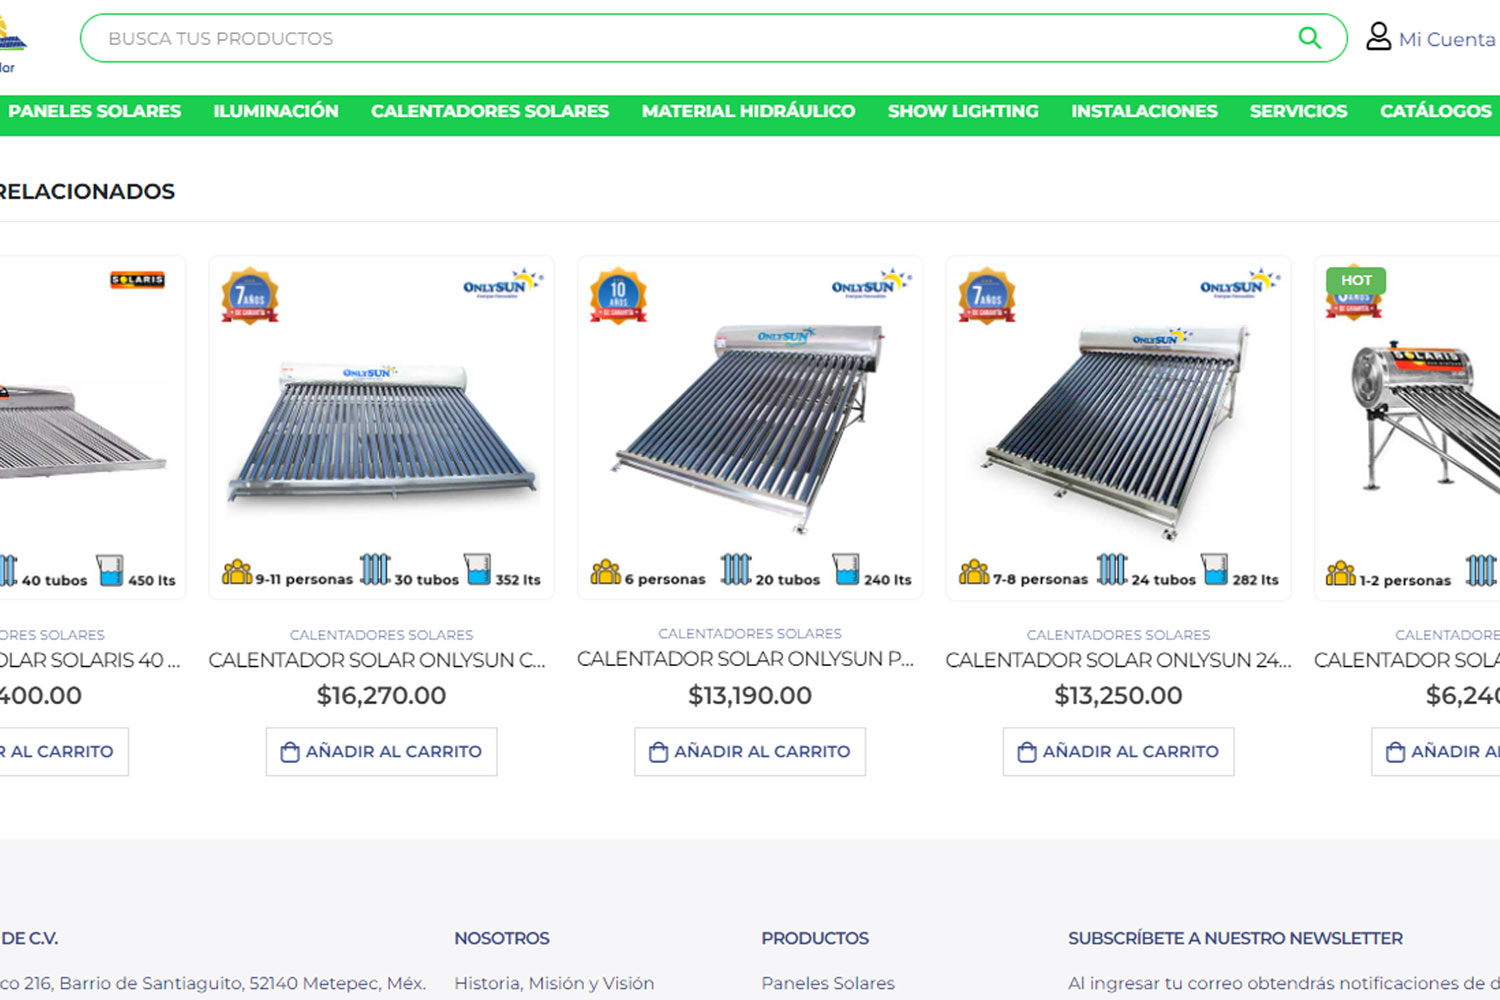 lor
BUSCA TUS PRODUCTOS
Mi Cuenta
PANELES SOLARES ILUMINACIÓN CALENTADORES SOLARES MATERIAL HIDRÁULICO SHOW LIGHTING INSTALACIONES SERVICIOS CATÁLOGOS
RELACIONADOS
SOLARIS
40 tubos 450 lts
ORES SOLARES
OLAR SOLARIS 40 ...
400.00
R AL CARRITO
7 AÑOS DE GARANTÍA
ONLYSUN
ONLYSUN
9-11 personas 30 tubos 352 lts
CALENTADORES SOLARES
CALENTADOR SOLAR ONLYSUN C...
$16,270.00
AÑADIR AL CARRITO
10 AÑOS DE GARANTÍA
ONLYSUN
ONLYSUN
6 personas 20 tubos 240 lts
CALENTADORES SOLARES
CALENTADOR SOLAR ONLYSUN P...
$13,190.00
AÑADIR AL CARRITO
7 AÑOS DE GARANTÍA
ONLYSUN
ONLYSUN
7-8 personas 24 tubos 282 lts
CALENTADORES SOLARES
CALENTADOR SOLAR ONLYSUN 24...
$13,250.00
AÑADIR AL CARRITO
HOT
AÑOS DE GARANTÍA
SOLARIS
1-2 personas
CALENTADORE
CALENTADOR SOLA
$6,240
AÑADIR AL
DE C.V.
co 216, Barrio de Santiaguito, 52140 Metepec, Méx.
NOSOTROS
Historia, Misión y Visión
PRODUCTOS
Paneles Solares
SUBSCRÍBETE A NUESTRO NEWSLETTER
Al ingresar tu correo obtendrás notificaciones de d